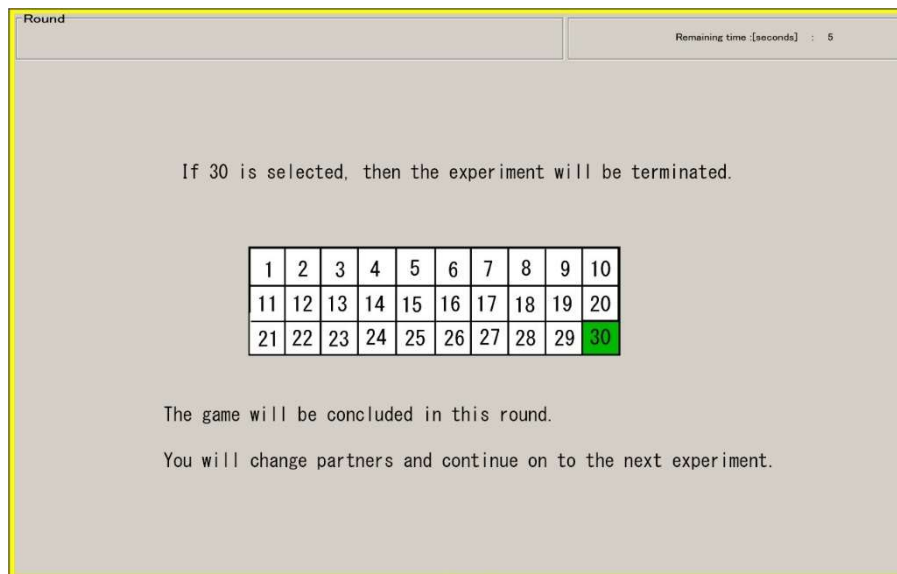 Round
Remaining time :[seconds] : 5
If 30 is selected, then the experiment will be terminated.
1 2 3 4 5 6 7 8 9 10
11 12 13 14 15 16 17 18 19 20
21 22 23 24 25 26 27 28 29 30
The game will be concluded in this round.
You will change partners and continue on to the next experiment.